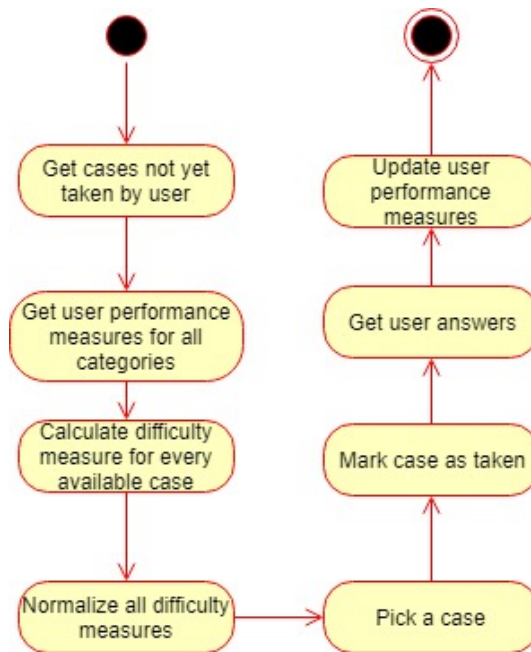 Get cases not yet
taken by user
Get user performance
measures for all
categories
Calculate difficulty
measure for every
available case
Normalize all difficulty
measures
Pick a case
Mark case as taken
Get user answers
Update user
performance
measures